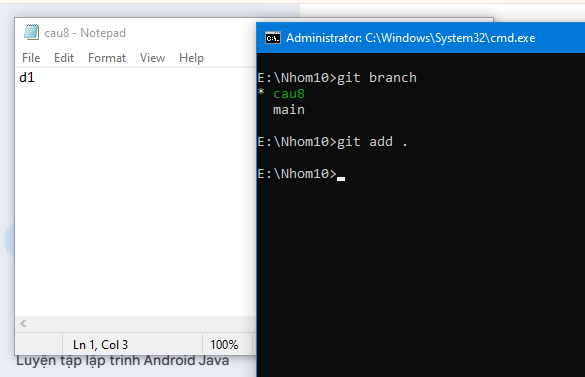 cau8 - Notepad
File Edit Format View Help
d1
Ln 1, Col 3 100%
Luyện tập lập trình Android Java
Administrator: C:\Windows\System32\cmd.exe
E:\Nhom10>git branch
* cau8
main
E:\Nhom10>git add .
E:\Nhom10>